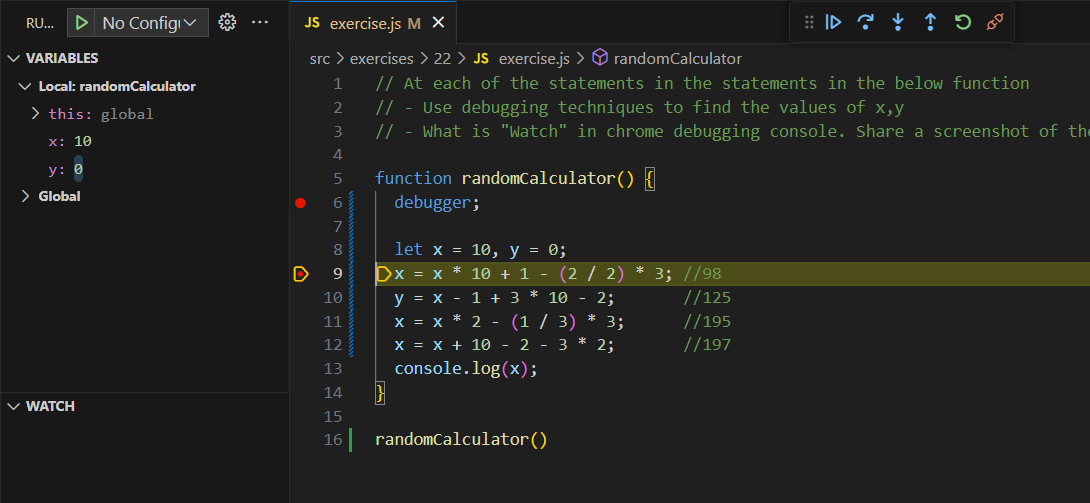 RU... No Configu ...
VARIABLES
Local: randomCalculator
this: global
x: 10
y: 0
Global
WATCH
JS exercise.js M
src > exercises > 22 > JS exercise.js > randomCalculator
1 // At each of the statements in the statements in the below function
2 // - Use debugging techniques to find the values of x,y
3 // - What is "Watch" in chrome debugging console. Share a screenshot of the
4
5 function randomCalculator() {
6 debugger;
7
8 let x = 10, y = 0;
9 x = x * 10 + 1 - (2 / 2) * 3; //98
10 y = x - 1 + 3 * 10 - 2; //125
11 x = x * 2 - (1 / 3) * 3; //195
12 x = x + 10 - 2 - 3 * 2; //197
13 console.log(x);
14 }
15
16 randomCalculator()